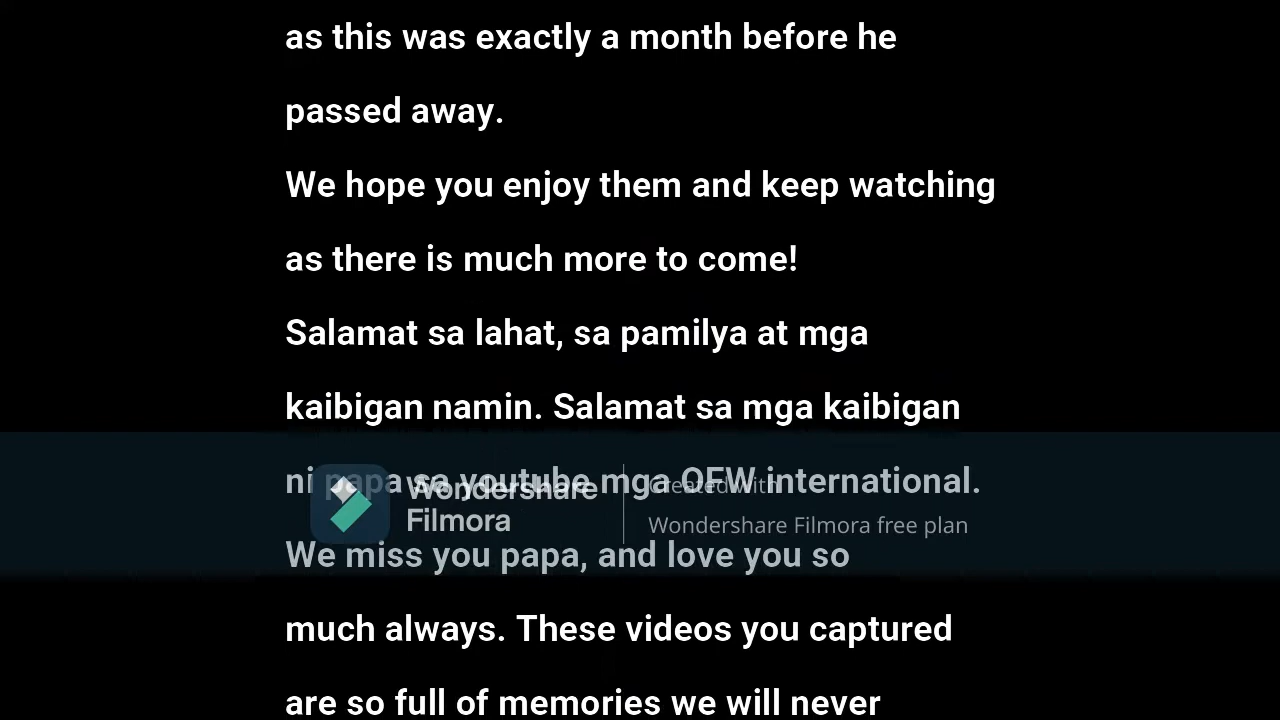 as this was exactly a month before he
passed away.
We hope you enjoy them and keep watching
as there is much more to come!
Salamat sa lahat, sa pamilya at mga
kaibigan namin. Salamat sa mga kaibigan
ni papa sa youtube mga OFW international.
Wondershare
Filmora
Created with
Wondershare Filmora free plan
We miss you papa, and love you so
much always. These videos you captured
are so full of memories we will never